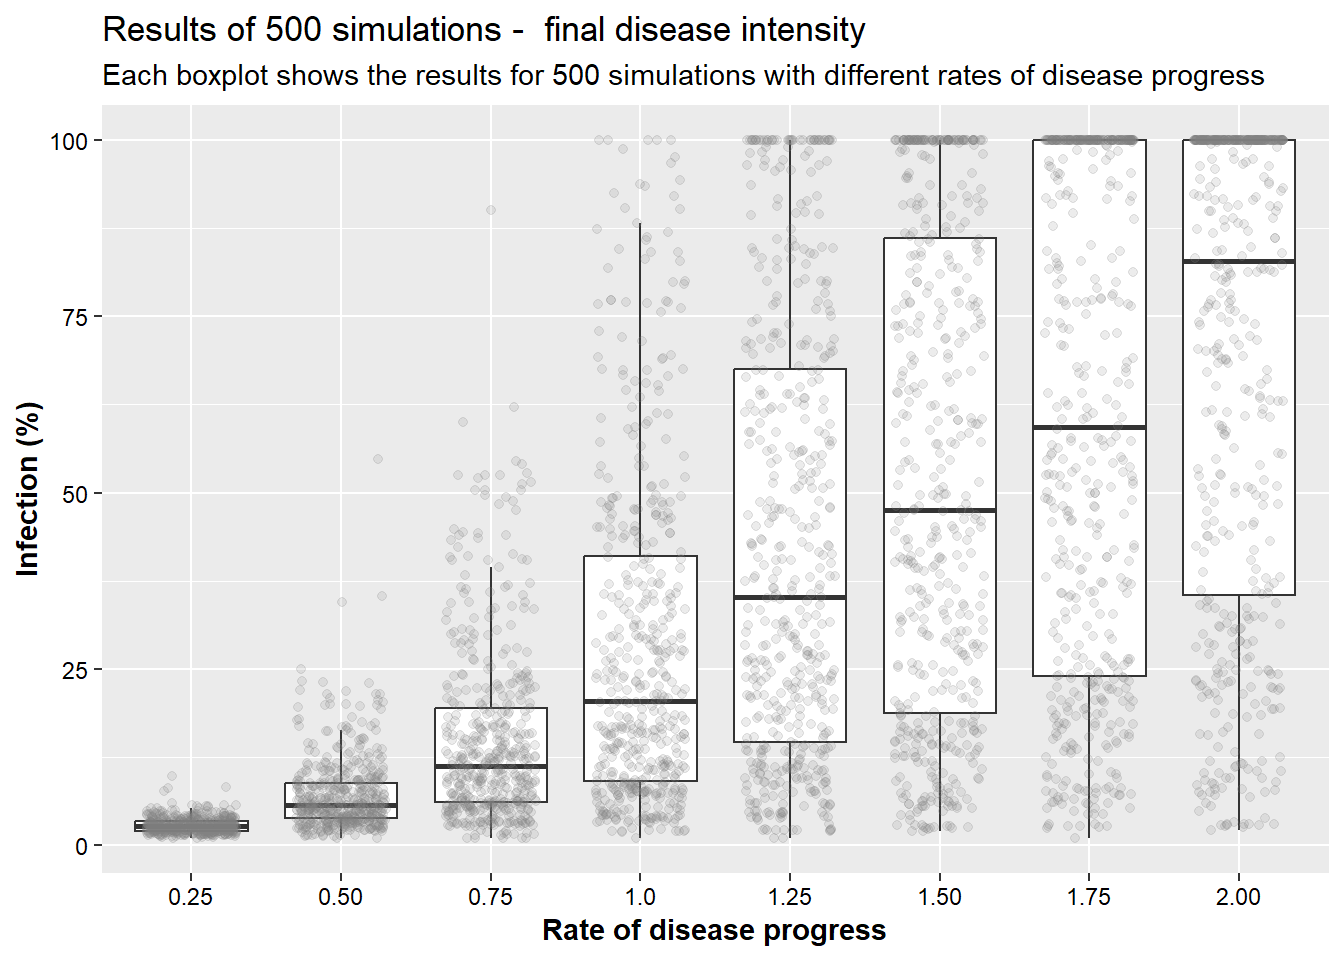 Results of 500 simulations -  final disease intensity
Each boxplot shows the results for 500 simulations with different rates of disease progress
100
75
50
25
0
Infection (%)
0.25 0.50 0.75 1.0 1.25 1.50 1.75 2.00
Rate of disease progress